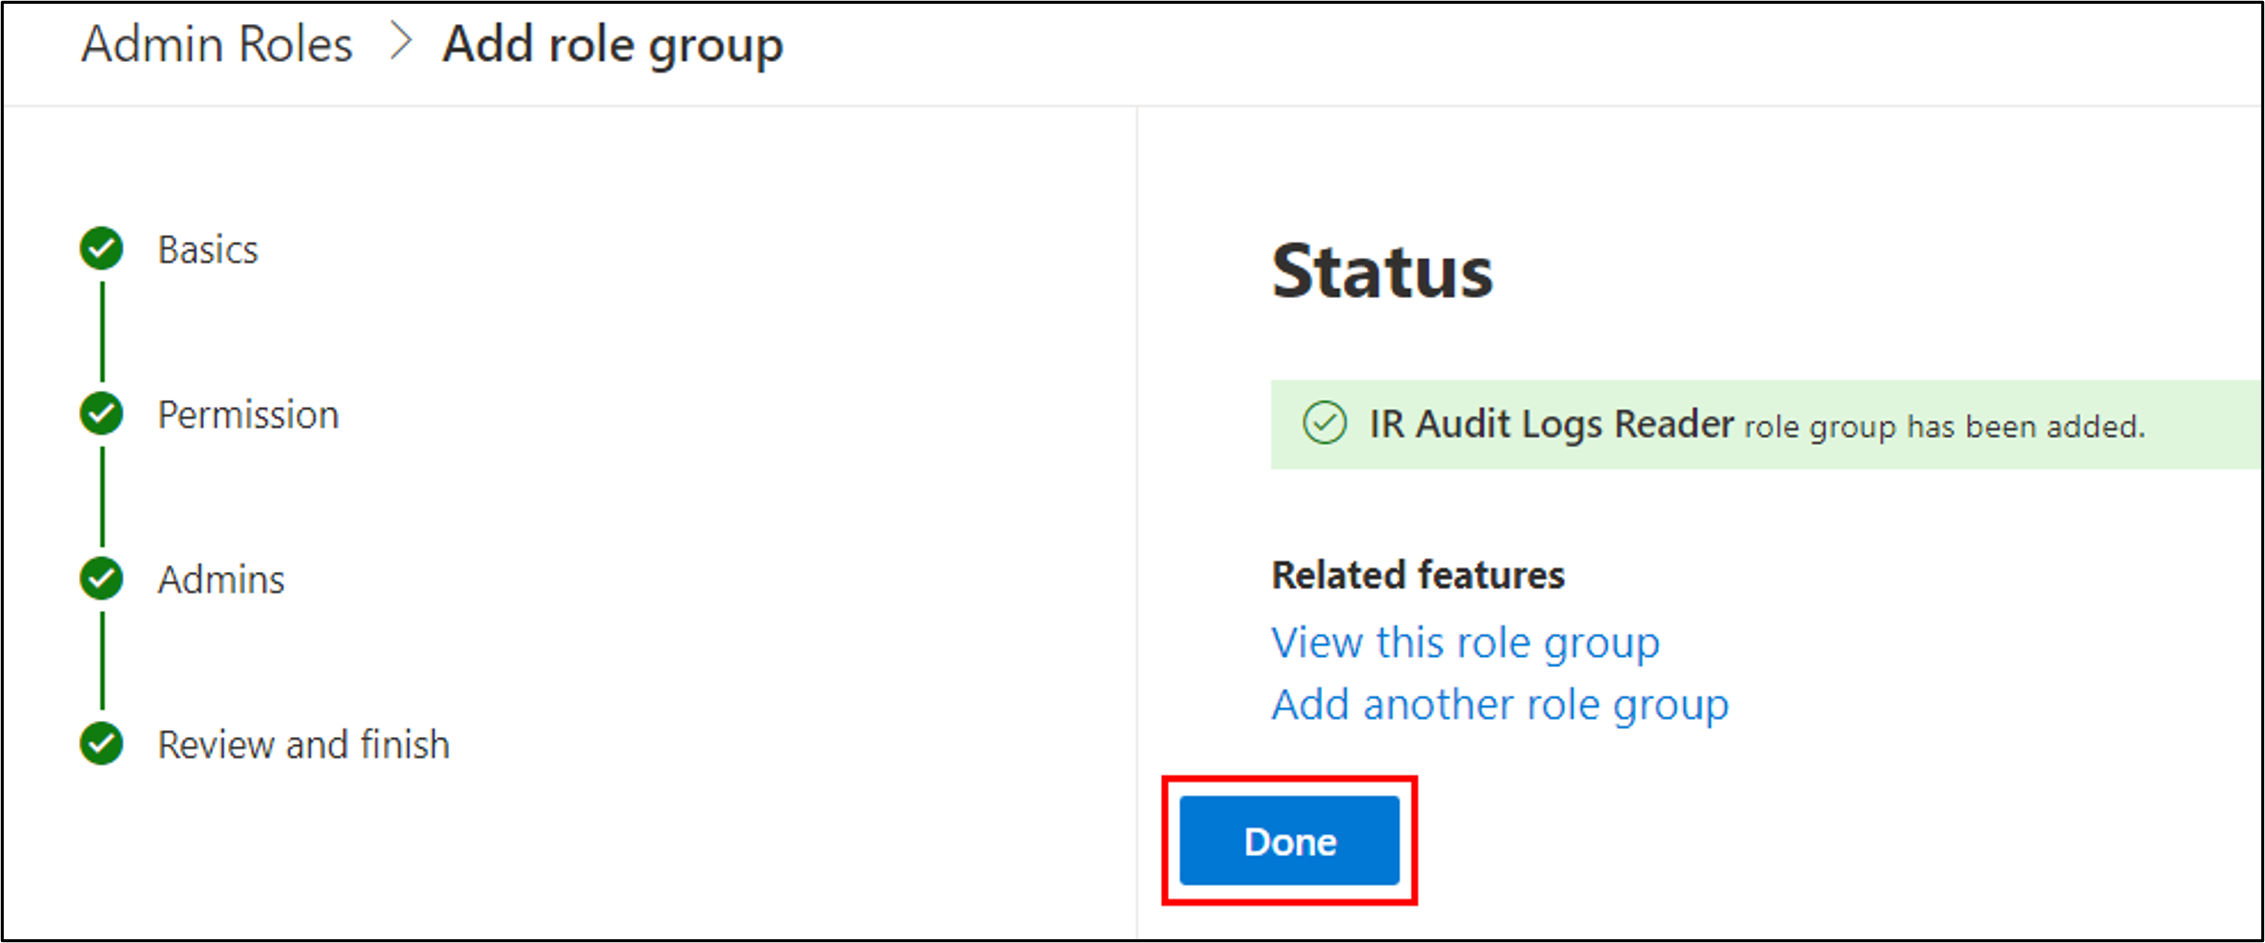 Admin Roles > Add role group
Basics
Permission
Admins
Review and finish
Status
IR Audit Logs Reader role group has been added.
Related features
View this role group
Add another role group
Done